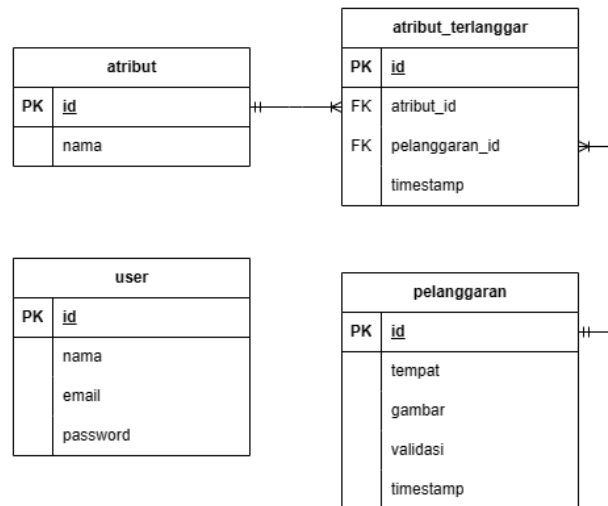 atribut
PK id
nama
atribut_terlanggar
PK id
FK atribut_id
FK pelanggaran_id
timestamp
user
PK id
nama
email
password
pelanggaran
PK id
tempat
gambar
validasi
timestamp